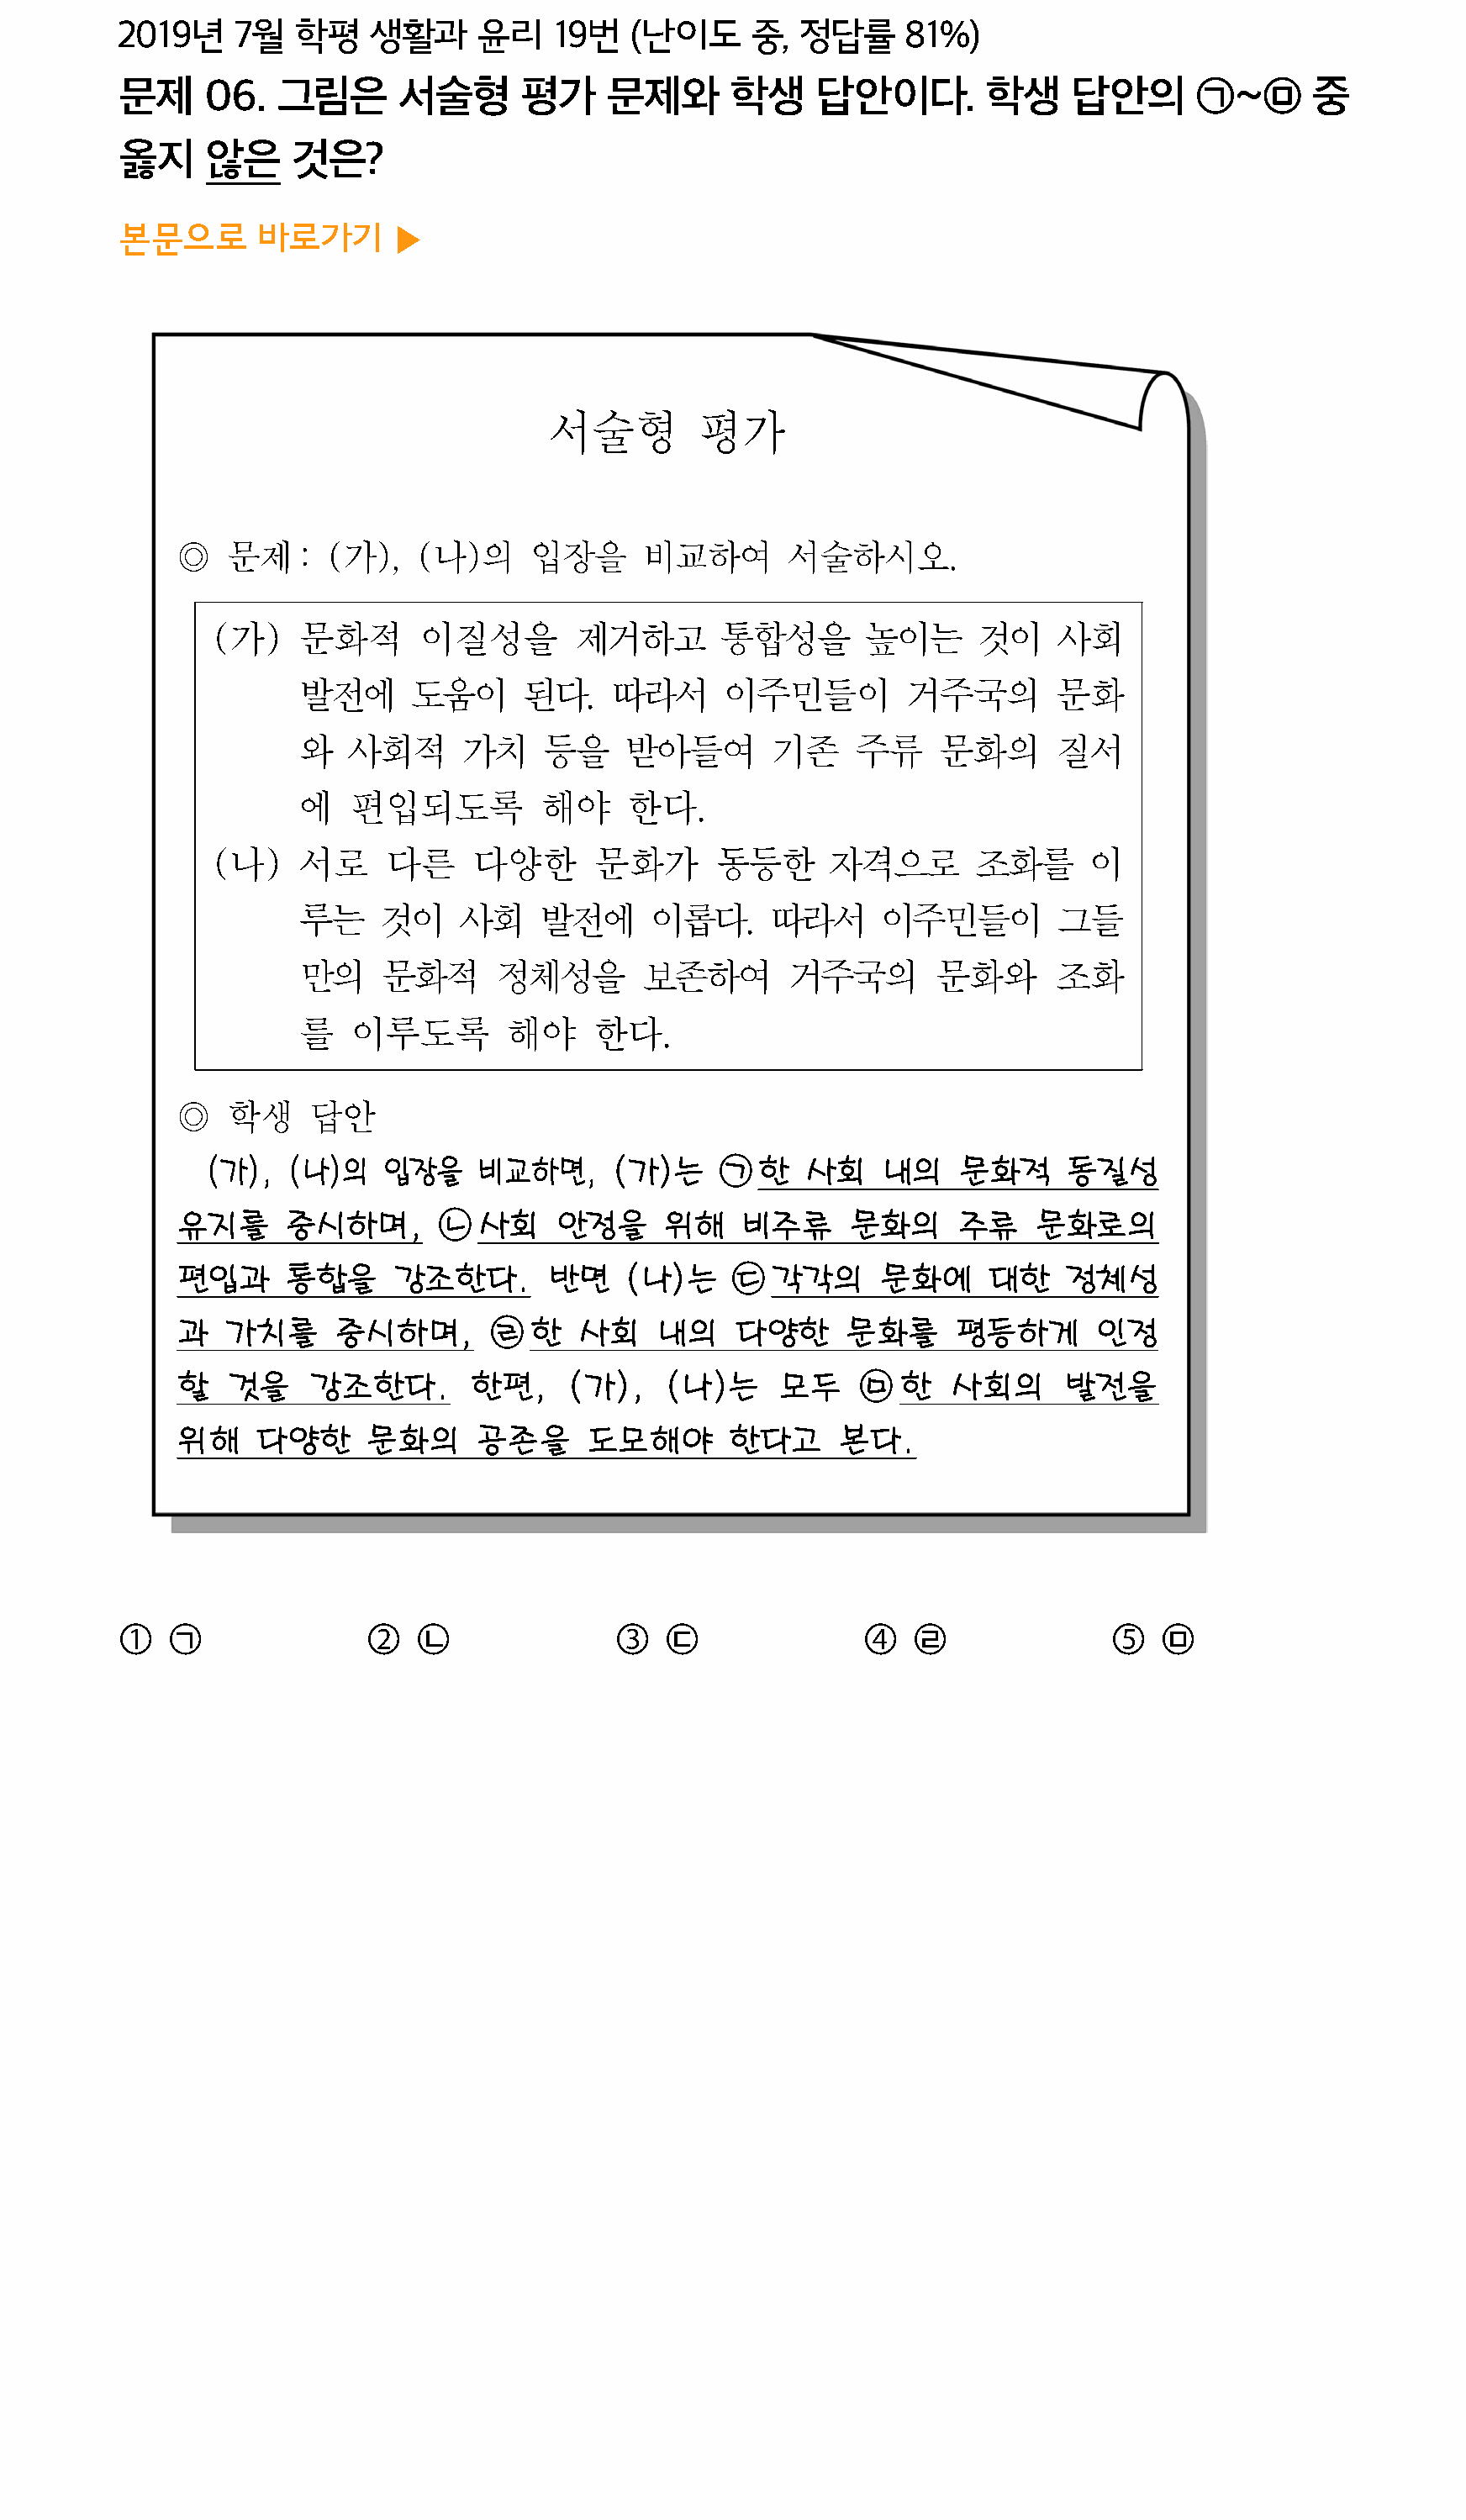 2019년 7월 학평 생활과 윤리 19번 (난이도 중, 정답률 81%)
문제 06. 그림은 서술형 평가 문제와 학생 답안이다. 학생 답안의 ㉠~㉤ 중
옳지 않은 것은?
본문으로 바로가기 ▶
서술형 평가
◎ 문제 : (가), (나)의 입장을 비교하여 서술하시오.
(가) 문화적 이질성을 제거하고 통합성을 높이는 것이 사회
발전에 도움이 된다. 따라서 이주민들이 거주국의 문화
와 사회적 가치 등을 받아들여 기존 주류 문화의 질서
에 편입되도록 해야 한다.
(나) 서로 다른 다양한 문화가 동등한 자격으로 조화를 이
루는 것이 사회 발전에 이롭다. 따라서 이주민들이 그들
만의 문화적 정체성을 보존하여 거주국의 문화와 조화
를 이루도록 해야 한다.
◎ 학생 답안
(가), (나)의 입장을 비교하면, (가)는 ㉠한 사회 내의 문화적 동질성
유지를 중시하며, ㉡사회 안정을 위해 비주류 문화의 주류 문화로의
편입과 통합을 강조한다. 반면 (나)는 ㉢각각의 문화에 대한 정체성
과 가치를 중시하며, ㉣한 사회 내의 다양한 문화를 평등하게 인정
할 것을 강조한다. 한편, (가), (나)는 모두 ㉤한 사회의 발전을
위해 다양한 문화의 공존을 도모해야 한다고 본다.
① ㉠ ② ㉡ ③ ㉢ ④ ㉣ ⑤ ㉤